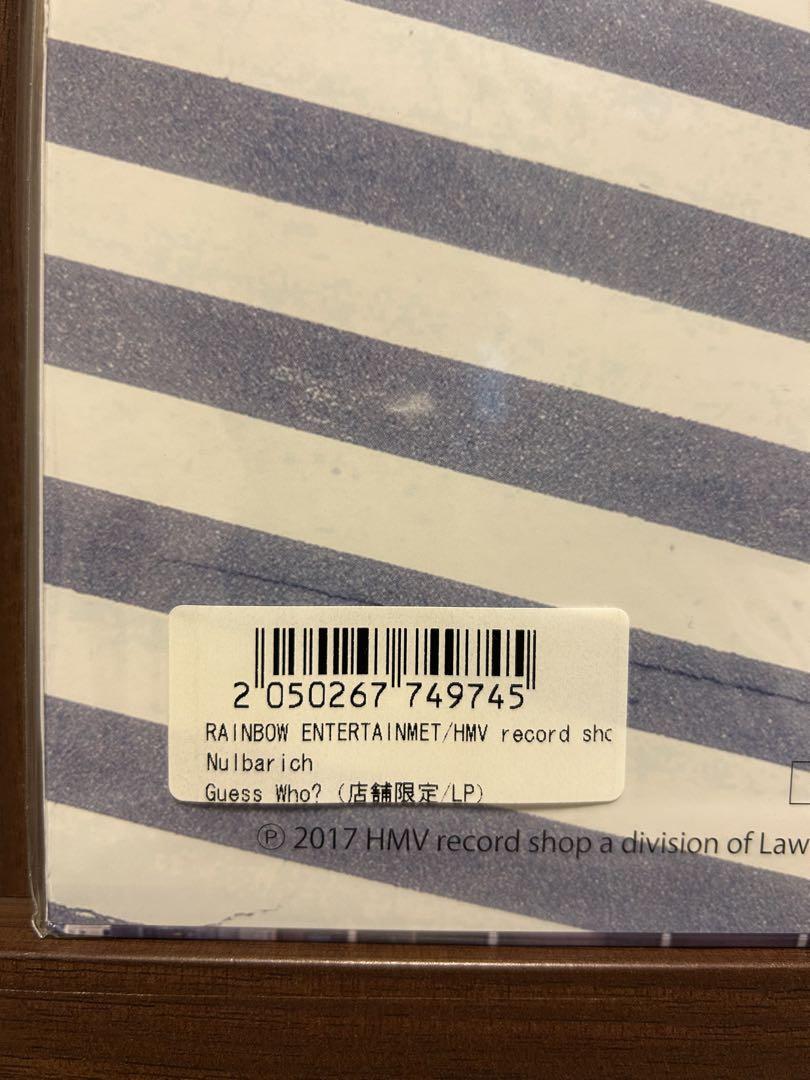 2 050267 749745
RAINBOW ENTERTAINMET/HMV record sho
Nulbarich
Guess Who? (店舗限定/LP)
Ⓟ 2017 HMV record shop a division of Law